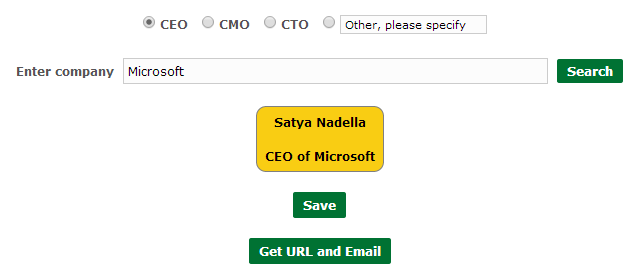 CEO CMO CTO Other, please specify
Enter company Microsoft Search
Satya Nadella
CEO of Microsoft
Save
Get URL and Email